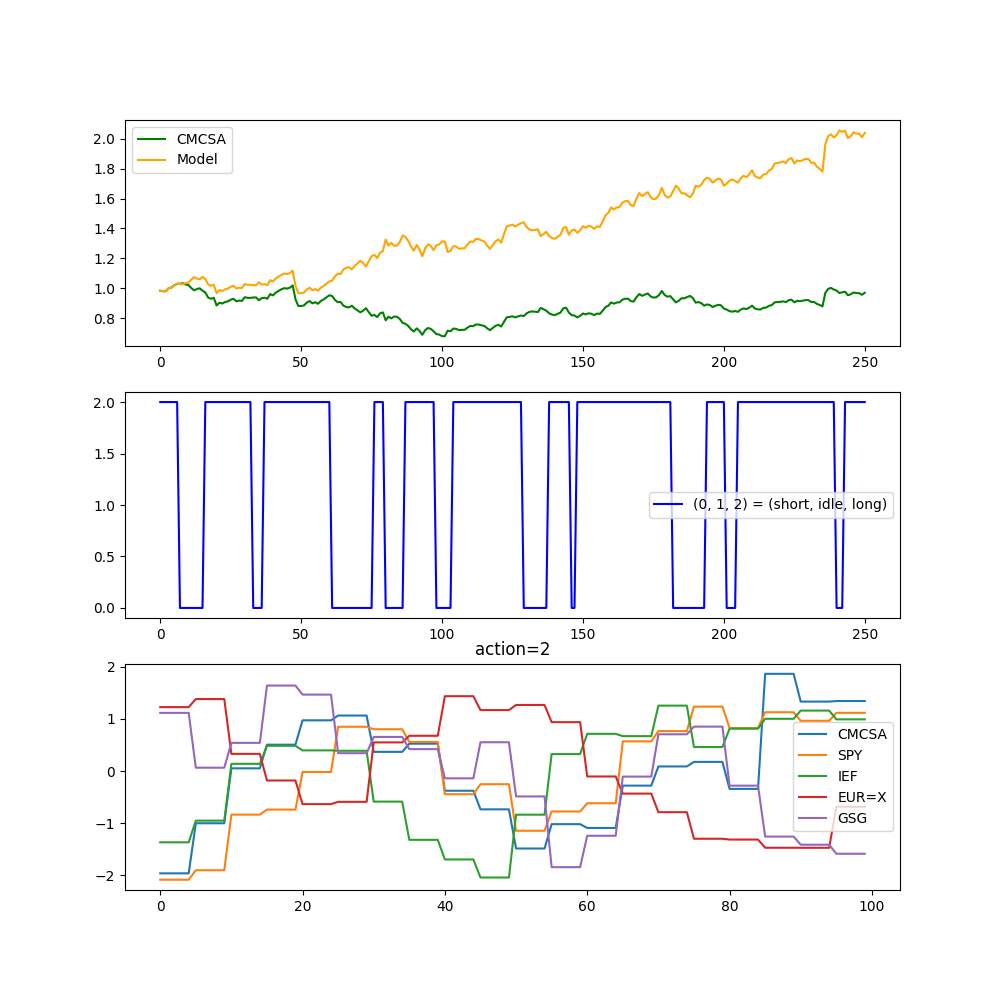 CMCSA
Model
2.0
1.8
1.6
1.4
1.2
1.0
0.8
0 50 100 150 200 250
2.0
1.5
1.0
0.5
0.0
(0, 1, 2) = (short, idle, long)
0 50 100 150 200 250
action=2
2
1
0
−1
−2
CMCSA
SPY
IEF
EUR=X
GSG
0 20 40 60 80 100